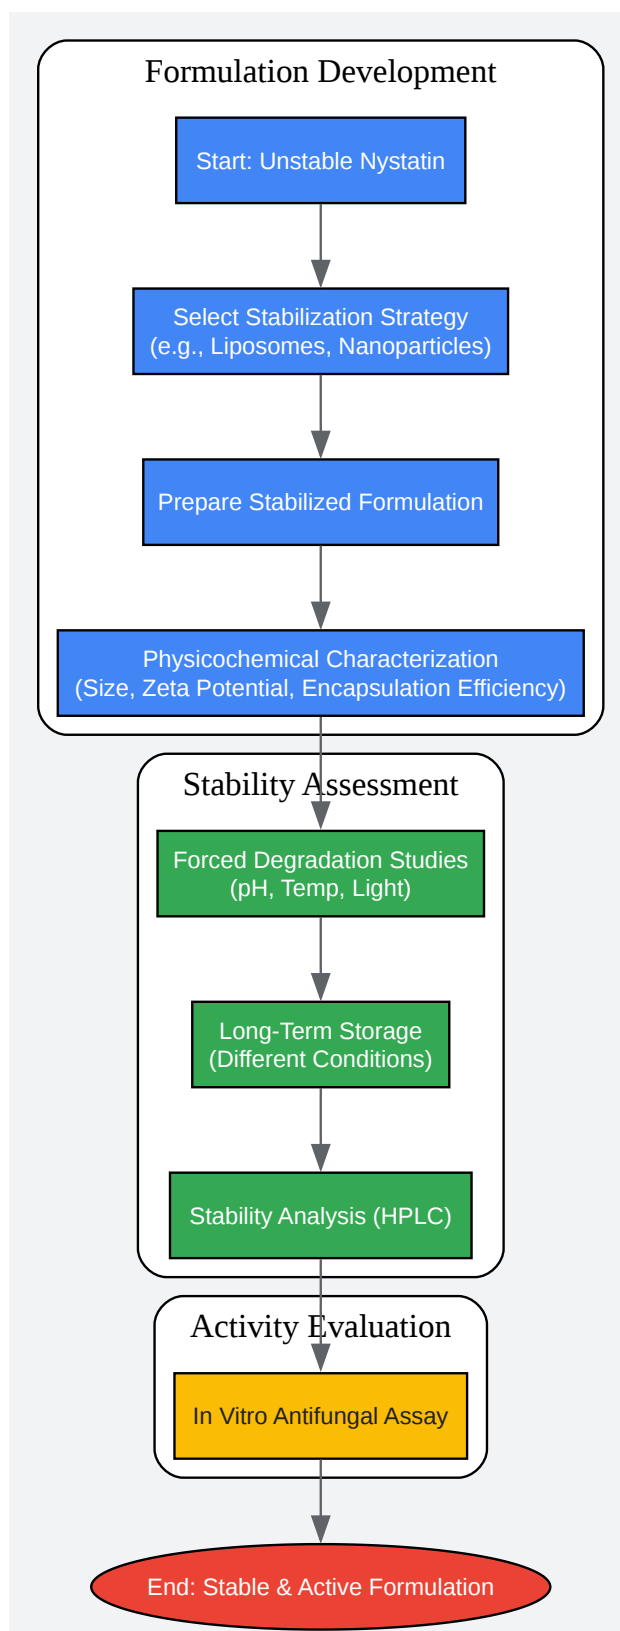 Formulation Development
Start: Unstable Nystatin
Select Stabilization Strategy
(e.g., Liposomes, Nanoparticles)
Prepare Stabilized Formulation
Physicochemical Characterization
(Size, Zeta Potential, Encapsulation Efficiency)
Stability Assessment
Forced Degradation Studies
(pH, Temp, Light)
Long-Term Storage
(Different Conditions)
Stability Analysis (HPLC)
Activity Evaluation
In Vitro Antifungal Assay
End: Stable & Active Formulation